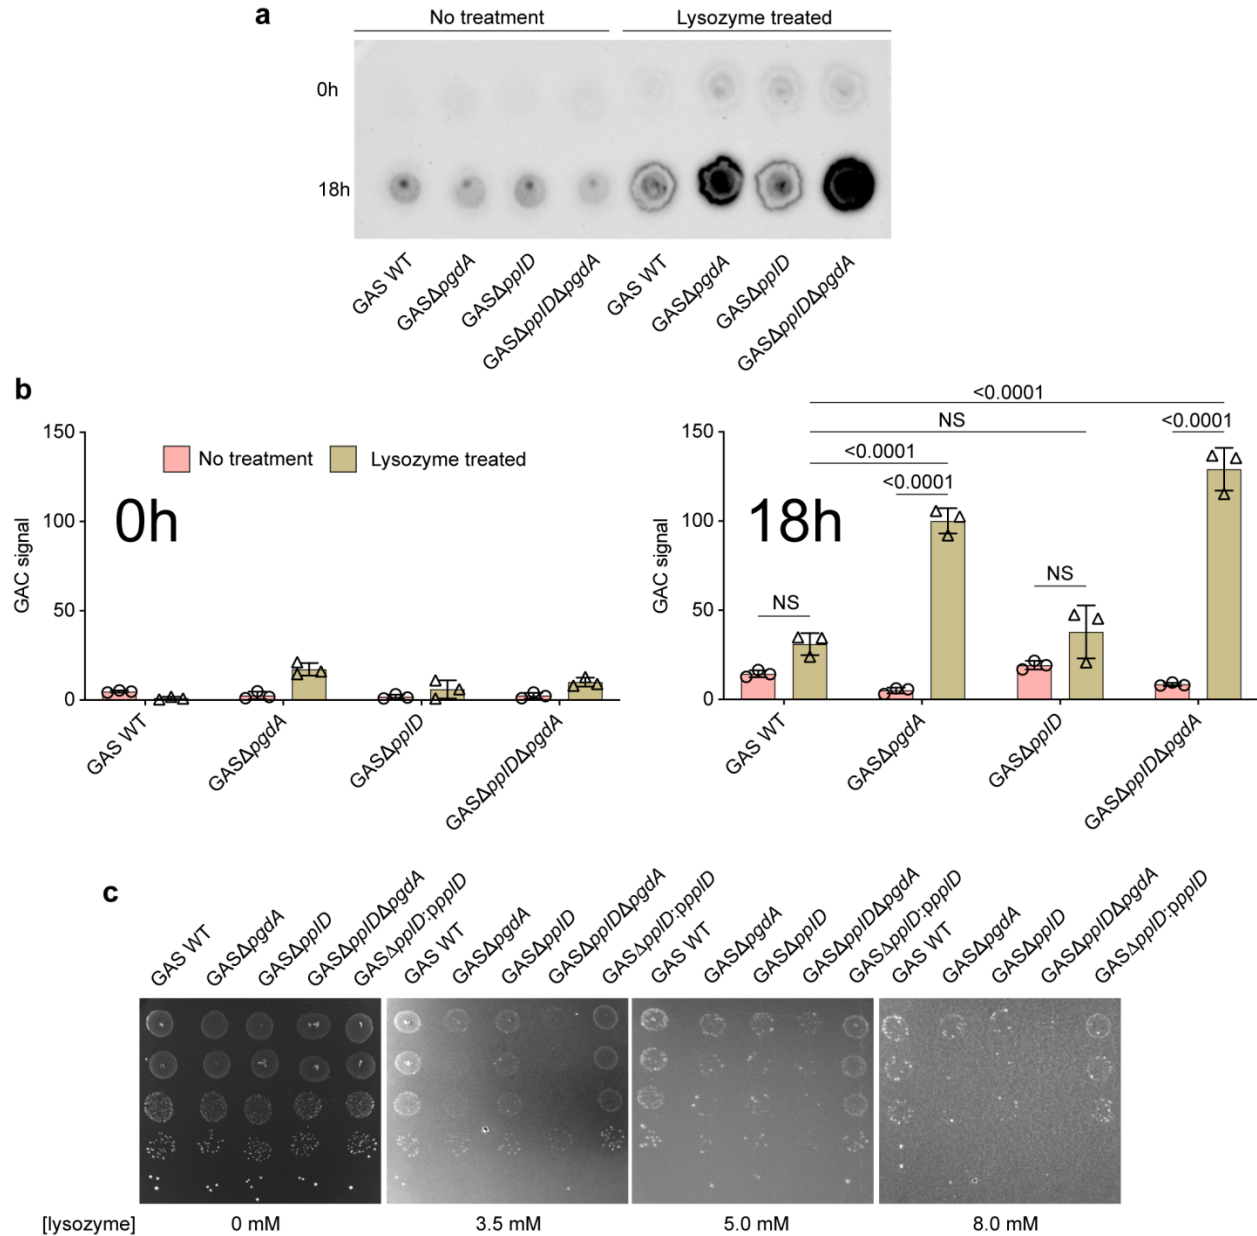 a
No treatment
Lysozyme treated
0h
18h
GAS WT
GASΔpgdA
GASΔpplD
GASΔpplDΔpgdA
GAS WT
GASΔpgdA
GASΔpplD
GASΔpplDΔpgdA
b
150
100
50
0
GAC signal
No treatment
Lysozyme treated
0h
GAS WT
GASΔpgdA
GASΔpplD
GASΔpplDΔpgdA
150
100
50
0
GAC signal
18h
<0.0001
NS
<0.0001
<0.0001
<0.0001
NS
NS
GAS WT
GASΔpgdA
GASΔpplD
GASΔpplDΔpgdA
c
GAS WT
GASΔpgdA
GASΔpplD
GASΔpplDΔpgdA
GASΔpplD:ppplD
GAS WT
GASΔpgdA
GASΔpplD
GASΔpplDΔpgdA
GASΔpplD:ppplD
GAS WT
GASΔpgdA
GASΔpplD
GASΔpplDΔpgdA
GASΔpplD:ppplD
GAS WT
GASΔpgdA
GASΔpplD
GASΔpplDΔpgdA
GASΔpplD:ppplD
[lysozyme]
0 mM
3.5 mM
5.0 mM
8.0 mM